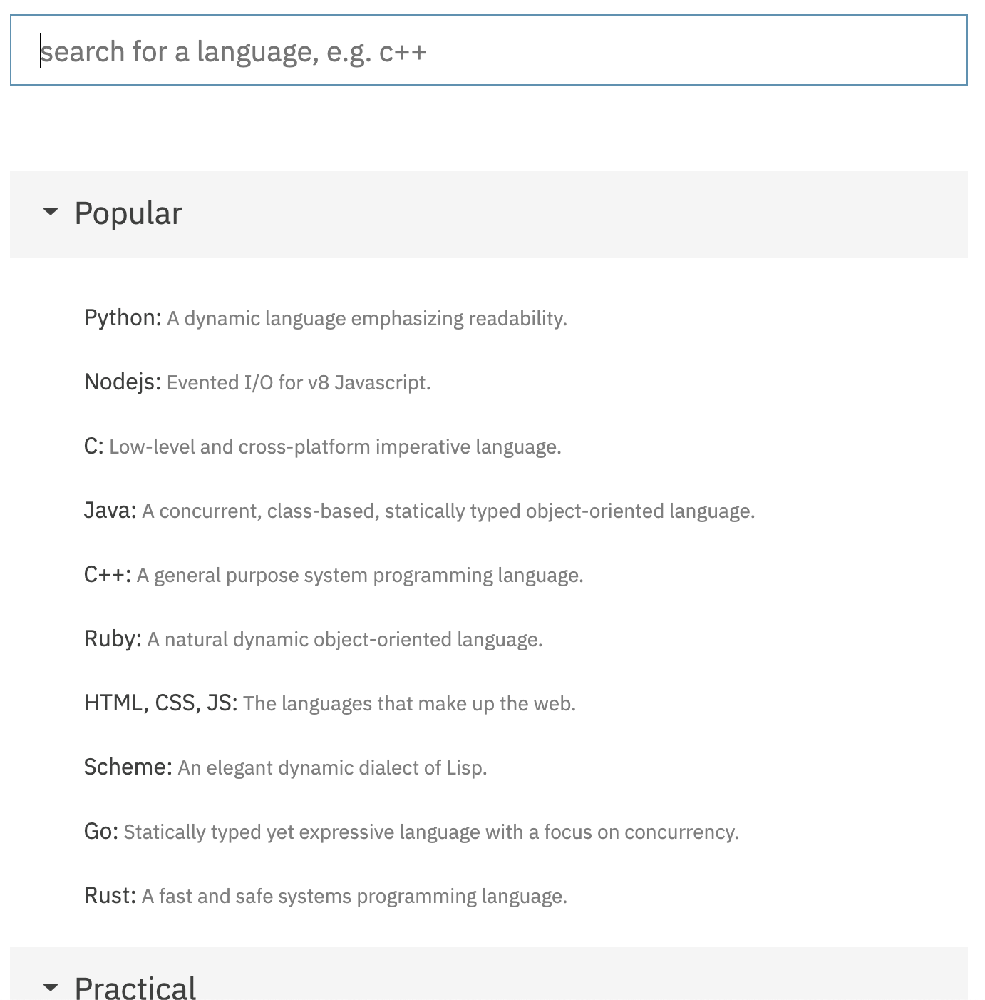 search for a language, e.g. c++
Popular
Python: A dynamic language emphasizing readability.
Nodejs: Evented I/O for v8 Javascript.
C: Low-level and cross-platform imperative language.
Java: A concurrent, class-based, statically typed object-oriented language.
C++: A general purpose system programming language.
Ruby: A natural dynamic object-oriented language.
HTML, CSS, JS: The languages that make up the web.
Scheme: An elegant dynamic dialect of Lisp.
Go: Statically typed yet expressive language with a focus on concurrency.
Rust: A fast and safe systems programming language.
Practical